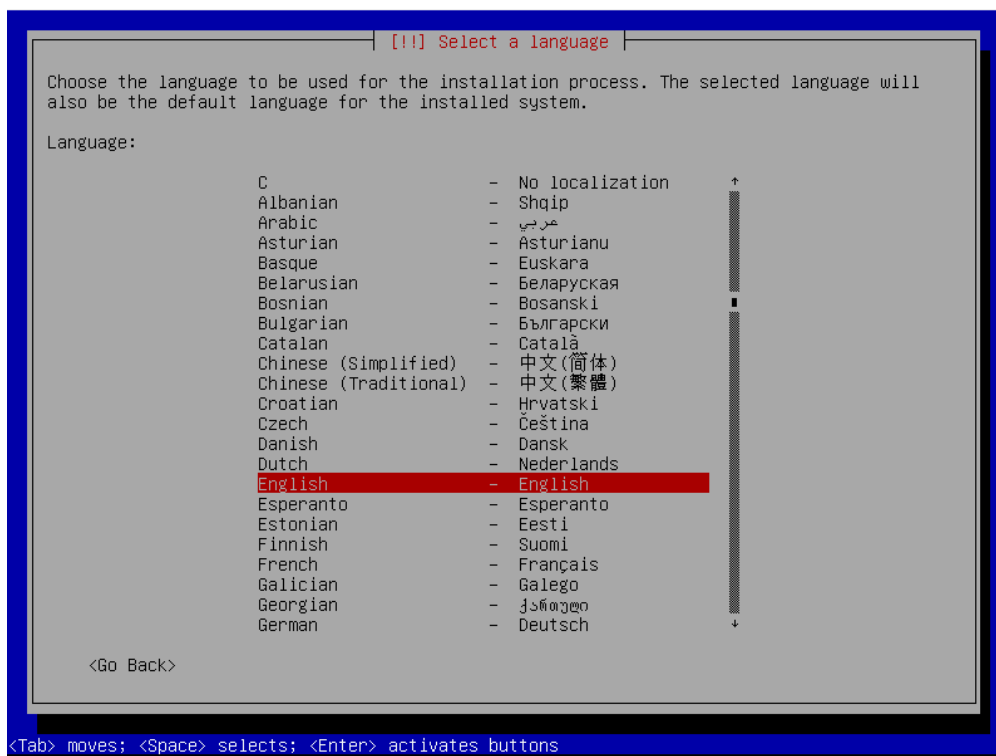 [!!] Select a language
Choose the language to be used for the installation process. The selected language will
also be the default language for the installed system.
Language:
C - No localization
Albanian - Shqip
Arabic - عربي
Asturian - Asturianu
Basque - Euskara
Belarusian - Беларуская
Bosnian - Bosanski
Bulgarian - Български
Catalan - Català
Chinese (Simplified) - 中文(简体)
Chinese (Traditional) - 中文(繁體)
Croatian - Hrvatski
Czech - Čeština
Danish - Dansk
Dutch - Nederlands
English - English
Esperanto - Esperanto
Estonian - Eesti
Finnish - Suomi
French - Français
Galician - Galego
Georgian - ქართული
German - Deutsch
<Go Back>
<Tab> moves; <Space> selects; <Enter> activates buttons